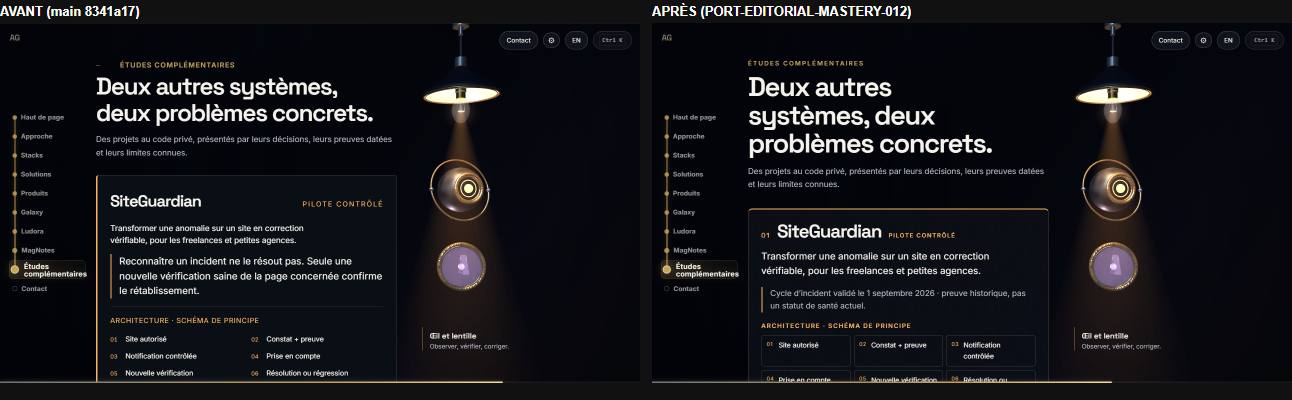 AVANT (main 8341a17)
AG
Contact
EN
Ctrl K
Haut de page
Approche
Stacks
Solutions
Produits
Galaxy
Ludora
MagNotes
Études
complémentaires
Contact
— ÉTUDES COMPLÉMENTAIRES
Deux autres systèmes,
deux problèmes concrets.
Des projets au code privé, présentés par leurs décisions, leurs preuves datées
et leurs limites connues.
SiteGuardian
PILOTE CONTRÔLÉ
Transformer une anomalie sur un site en correction
vérifiable, pour les freelances et petites agences.
Reconnaître un incident ne le résout pas. Seule une
nouvelle vérification saine de la page concernée confirme
le rétablissement.
ARCHITECTURE · SCHÉMA DE PRINCIPE
01 Site autorisé
02 Constat + preuve
03 Notification contrôlée
04 Prise en compte
05 Nouvelle vérification
06 Résolution ou régression
Œil et lentille
Observer, vérifier, corriger.
APRÈS (PORT-EDITORIAL-MASTERY-012)
AG
Contact
EN
Ctrl K
Haut de page
Approche
Stacks
Solutions
Produits
Galaxy
Ludora
MagNotes
Études
complémentaires
Contact
ÉTUDES COMPLÉMENTAIRES
Deux autres
systèmes, deux
problèmes concrets.
Des projets au code privé, présentés par leurs décisions, leurs preuves datées
et leurs limites connues.
01 SiteGuardian PILOTE CONTRÔLÉ
Transformer une anomalie sur un site en correction
vérifiable, pour les freelances et petites agences.
Cycle d'incident validé le 1 septembre 2026 · preuve historique, pas
un statut de santé actuel.
ARCHITECTURE · SCHÉMA DE PRINCIPE
01 Site autorisé
02 Constat + preuve
03 Notification
contrôlée
04 Prise en compte
05 Nouvelle vérification
06 Résolution ou
Œil et lentille
Observer, vérifier, corriger.